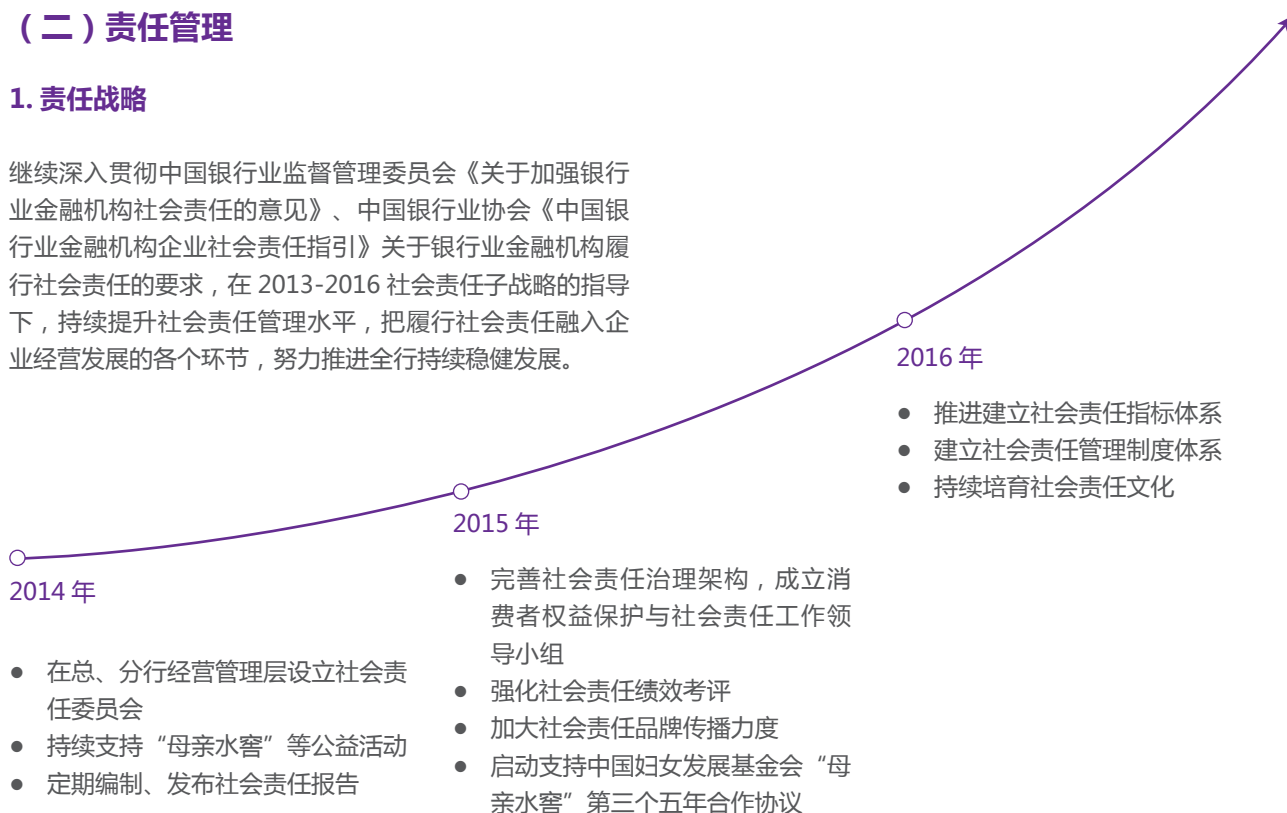 （二）责任管理
1. 责任战略
继续深入贯彻中国银行业监督管理委员会《关于加强银行
业金融机构社会责任的意见》、中国银行业协会《中国银
行业金融机构企业社会责任指引》关于银行业金融机构履
行社会责任的要求，在 2013-2016 社会责任子战略的指导
下，持续提升社会责任管理水平，把履行社会责任融入企
业经营发展的各个环节，努力推进全行持续稳健发展。
2014 年
● 在总、分行经营管理层设立社会责
任委员会
● 持续支持“母亲水窖”等公益活动
● 定期编制、发布社会责任报告
2015 年
● 完善社会责任治理架构，成立消
费者权益保护与社会责任工作领
导小组
● 强化社会责任绩效考评
● 加大社会责任品牌传播力度
● 启动支持中国妇女发展基金会“母
亲水窖”第三个五年合作协议
2016 年
● 推进建立社会责任指标体系
● 建立社会责任管理制度体系
● 持续培育社会责任文化